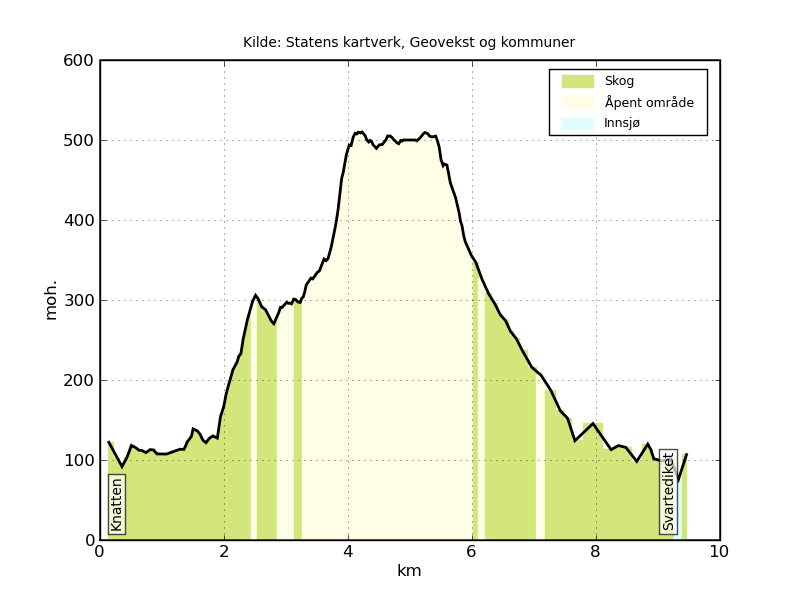 Kilde: Statens kartverk, Geovekst og kommuner
600
500
400
300
200
100
0
moh.
Skog
Åpent område
Innsjø
Knatten
Svartediket
0 2 4 6 8 10
km